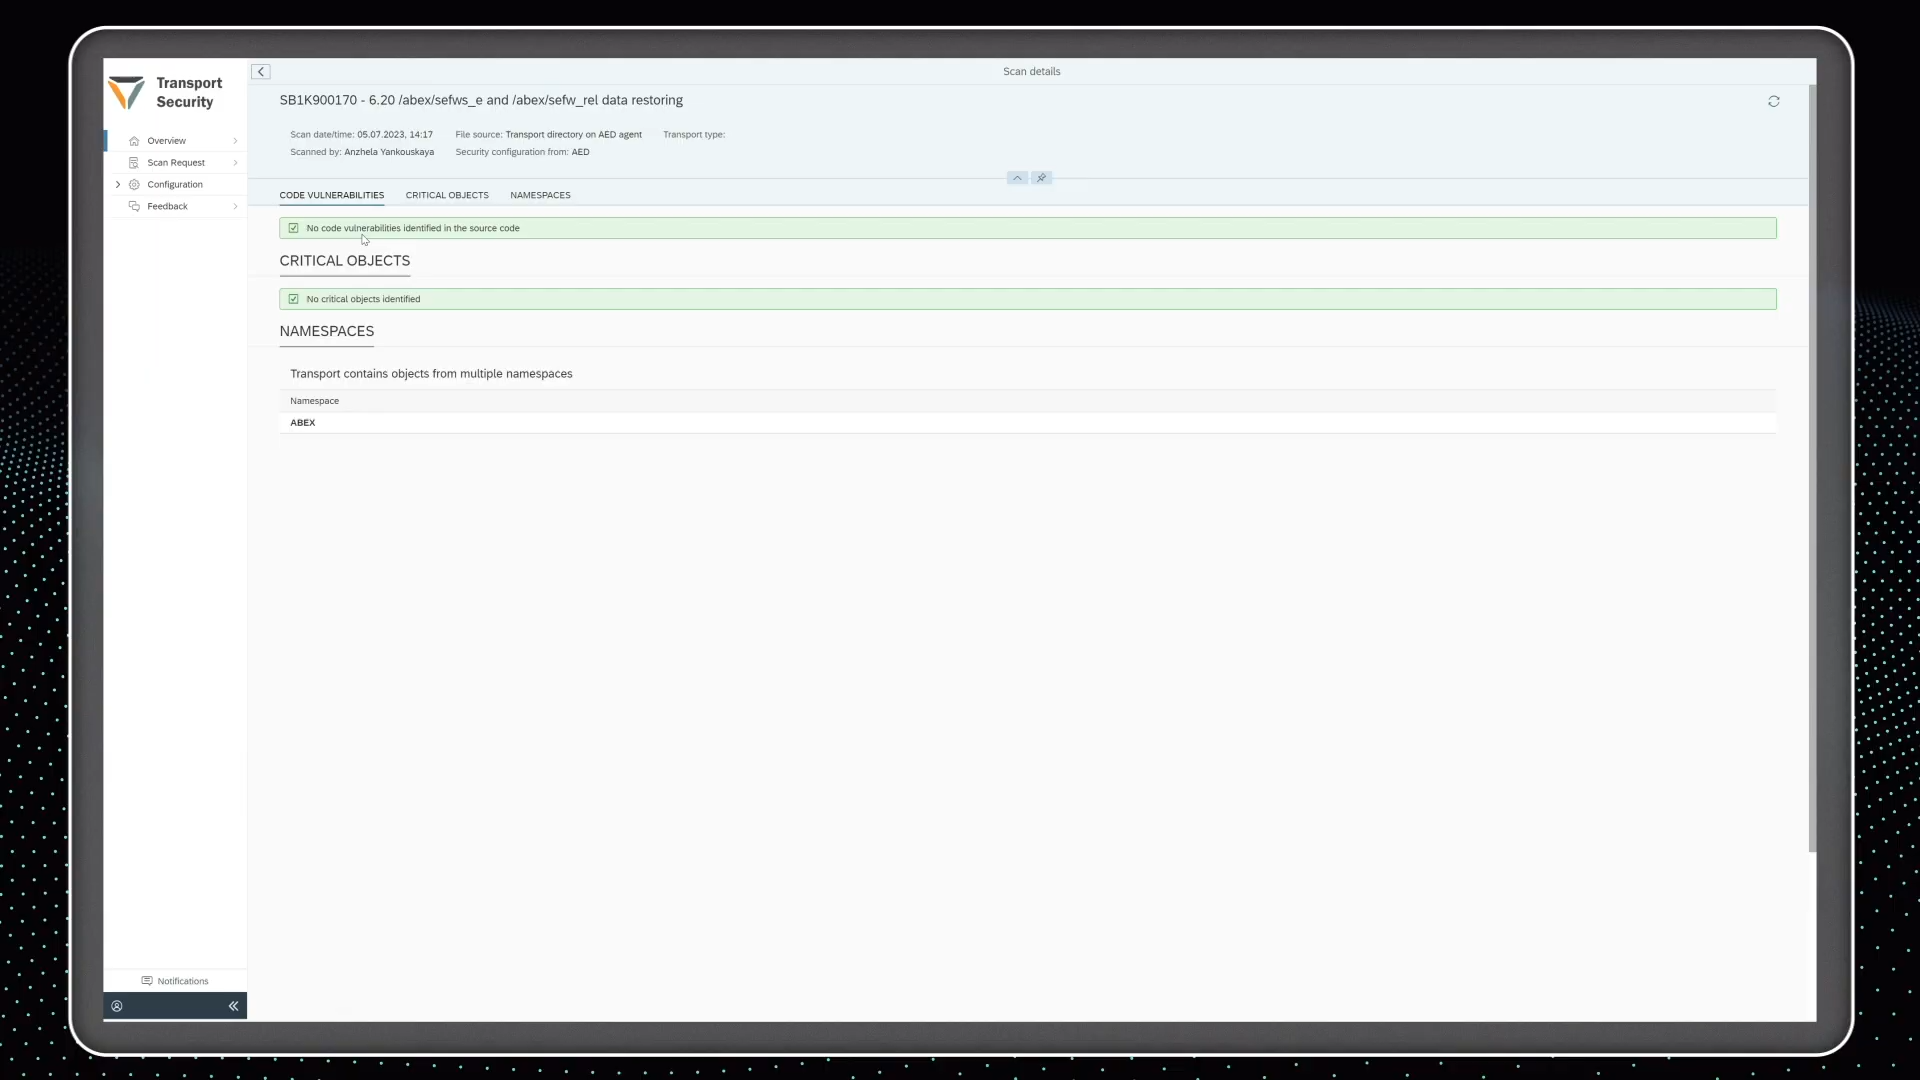 Transport
Security
Scan details
SB1K900170 - 6.20 /abex/sefws_e and /abex/sefw_rel data restoring
Scan date/time: 05.07.2023, 14:17 File source: Transport directory on AED agent Transport type:
Scanned by: Anzhela Yankouskaya Security configuration from: AED
Overview
Scan Request
Configuration
Feedback
CODE VULNERABILITIES CRITICAL OBJECTS NAMESPACES
No code vulnerabilities identified in the source code
CRITICAL OBJECTS
No critical objects identified
NAMESPACES
Transport contains objects from multiple namespaces
Namespace
ABEX
Notifications